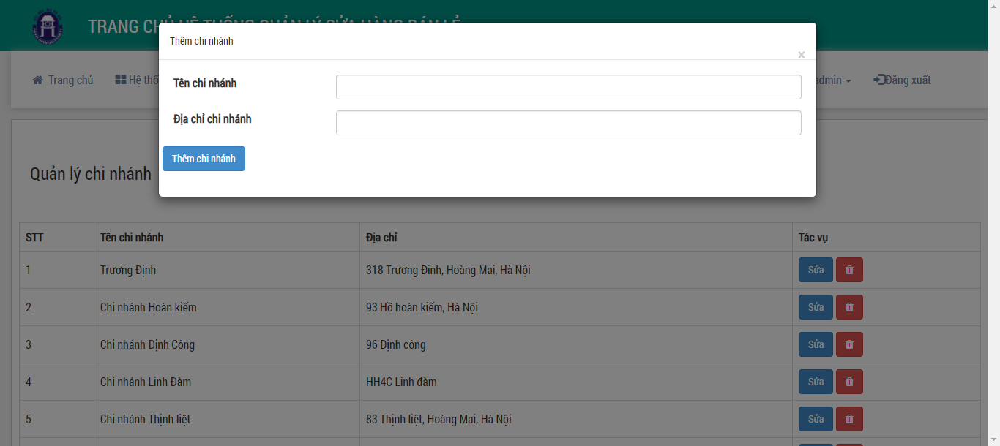 TRANG CHỦ HỆ THỐNG QUẢN LÝ CỬA HÀNG BÁN LẺ
Thêm chi nhánh
×
Trang chủ Hệ thố admin Đăng xuất
Tên chi nhánh
Địa chỉ chi nhánh
Thêm chi nhánh
Quản lý chi nhánh
STT Tên chi nhánh Địa chỉ Tác vụ
1 Trương Định 318 Trương Đinh, Hoàng Mai, Hà Nội Sửa
2 Chi nhánh Hoàn kiếm 93 Hồ hoàn kiếm, Hà Nội Sửa
3 Chi nhánh Định Công 96 Định công Sửa
4 Chi nhánh Linh Đàm HH4C Linh đàm Sửa
5 Chi nhánh Thịnh liệt 83 Thịnh liệt, Hoàng Mai, Hà Nội Sửa